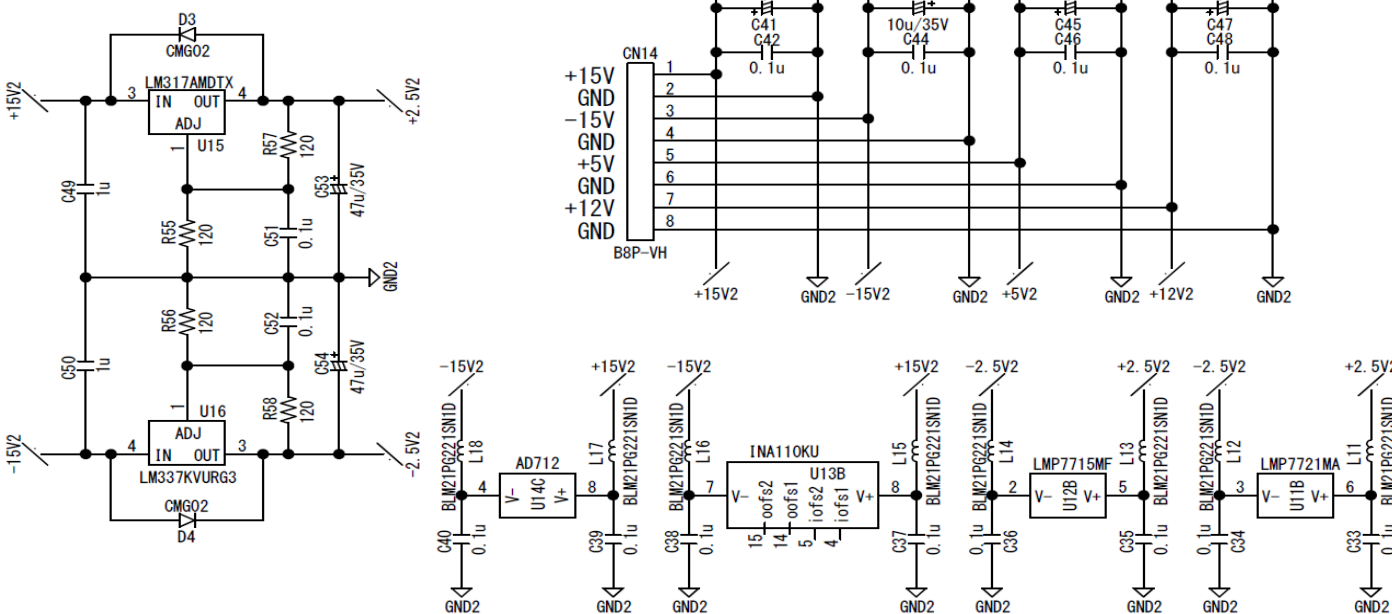 D3
CMG02
LM317AMDTX
+15V2
3
IN
OUT
4
ADJ
1
U15
+2.5V2
R57
120
C49
1u
C53
47u/35V
+
R55
120
C51
0.1u
GND2
R56
120
C52
0.1u
C50
1u
C54
47u/35V
+
R58
120
1
U16
ADJ
-15V2
4
IN
OUT
3
-2.5V2
LM337KVURG3
CMG02
D4
+
C41
C42
0.1u
+
10u/35V
C44
0.1u
+
C45
C46
0.1u
+
C47
C48
0.1u
CN14
+15V
1
GND
2
-15V
3
GND
4
+5V
5
GND
6
+12V
7
GND
8
B8P-VH
+15V2
GND2
-15V2
GND2
+5V2
GND2
+12V2
GND2
-15V2
+15V2
BLM21PG221SN1D
L18
BLM21PG221SN1D
L17
AD712
4
V-
U14C
V+
8
C40
0.1u
C39
0.1u
GND2
GND2
-15V2
+15V2
BLM21PG221SN1D
L16
BLM21PG221SN1D
L15
INA110KU
U13B
7
V-
oofs2
oofs1
iofs2
iofs1
V+
8
15
14
5
4
C38
0.1u
C37
0.1u
GND2
GND2
-2.5V2
+2.5V2
BLM21PG221SN1D
L14
BLM21PG221SN1D
L13
LMP7715MF
2
V-
U12B
V+
5
0.1u
C36
C35
0.1u
GND2
GND2
-2.5V2
+2.5V2
BLM21PG221SN1D
L12
BLM21PG221SN1D
L11
LMP7721MA
3
V-
U11B
V+
6
0.1u
C34
C33
0.1u
GND2
GND2